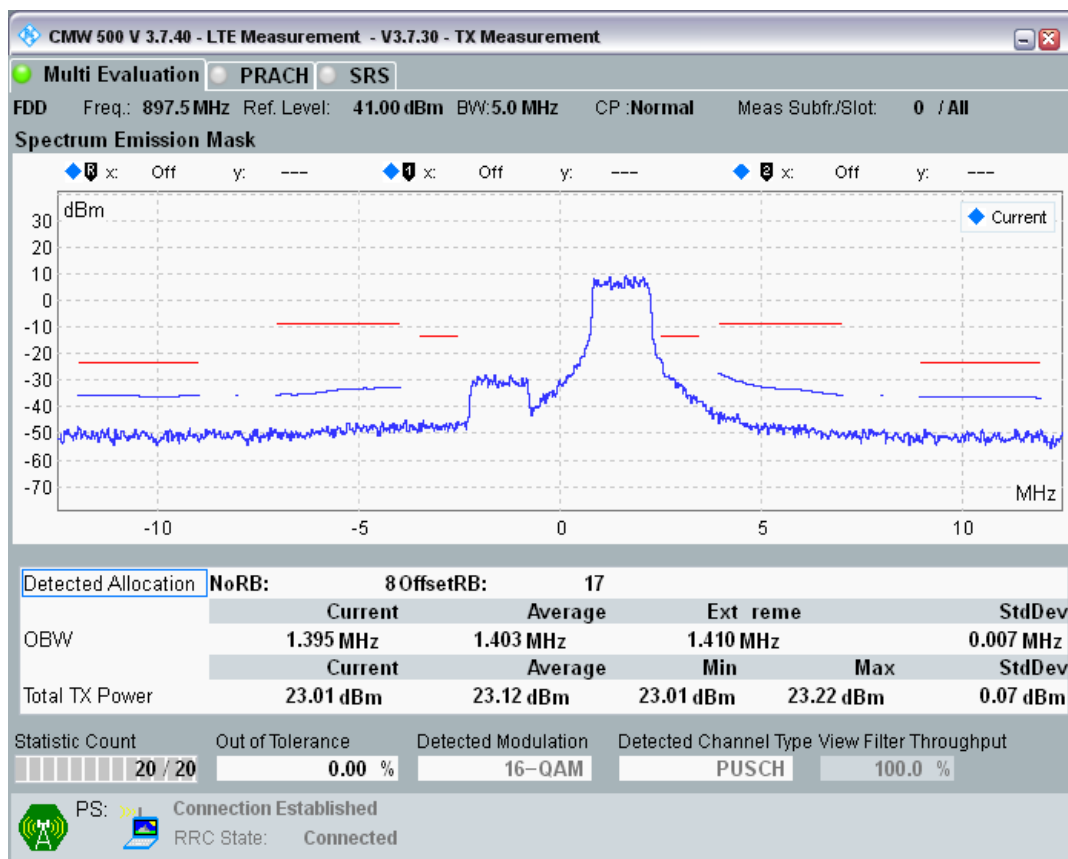 CMW 500 V 3.7.40 - LTE Measurement - V3.7.30 - TX Measurement
Multi Evaluation PRACH SRS
FDD Freq.: 897.5 MHz Ref. Level: 41.00 dBm BW:5.0 MHz CP :Normal Meas Subfr./Slot: 0 / All
Spectrum Emission Mask
R x: Off y: --- 1 x: Off y: --- 2 x: Off y: ---
dBm
Current
30
20
10
0
-10
-20
-30
-40
-50
-60
-70
MHz
-10 -5 0 5 10
Detected Allocation NoRB: 8 OffsetRB: 17
Current Average Ext reme StdDev
OBW 1.395 MHz 1.403 MHz 1.410 MHz 0.007 MHz
Current Average Min Max StdDev
Total TX Power 23.01 dBm 23.12 dBm 23.01 dBm 23.22 dBm 0.07 dBm
Statistic Count Out of Tolerance Detected Modulation Detected Channel Type View Filter Throughput
20 / 20 0.00 % 16-QAM PUSCH 100.0 %
PS: Connection Established
RRC State: Connected